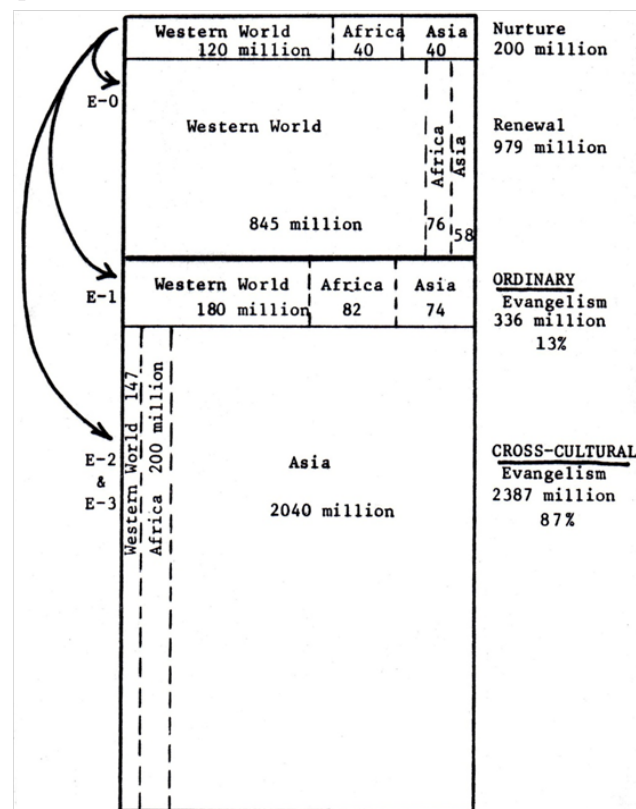 Western World Africa Asia Nurture
120 million 40 40 200 million
E-0
Western World Renewal
979 million
Africa
Asia
845 million 76 58
E-1 Western World Africa Asia ORDINARY
180 million 82 74 Evangelism
336 million
13%
Western World 147
Africa 200 million
E-2
&
E-3
Asia
2040 million
CROSS-CULTURAL
Evangelism
2387 million
87%